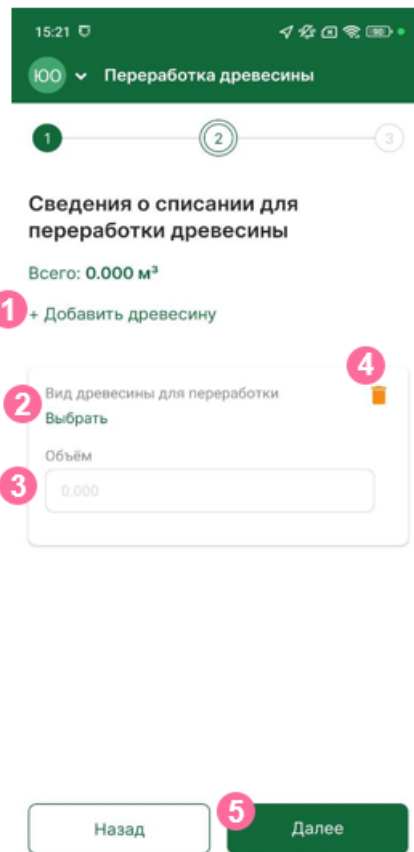 15:21 90
ЮО Переработка древесины
1 2 3
Сведения о списании для
переработки древесины
Всего: 0.000 м³
1 + Добавить древесину
4
Вид древесины для переработки
2 Выбрать
Объём
3 0.000
5
Назад Далее